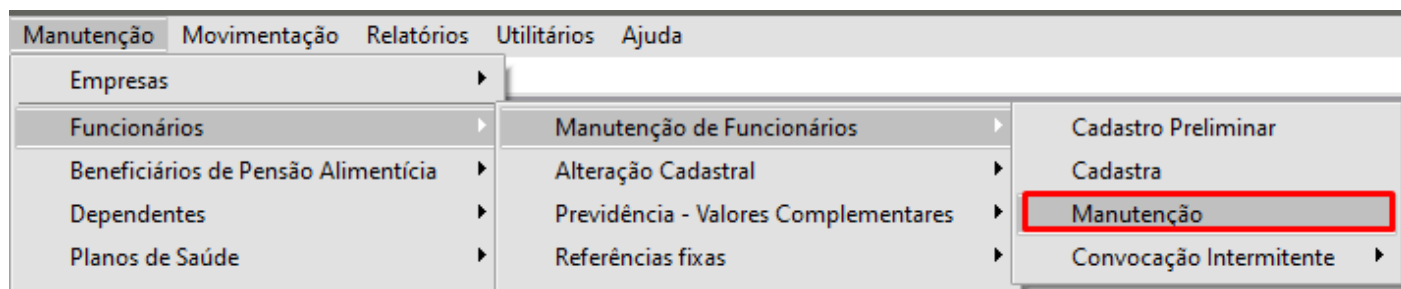 Manutenção Movimentação Relatórios Utilitários Ajuda
Empresas
Funcionários
Beneficiários de Pensão Alimentícia
Dependentes
Planos de Saúde
Manutenção de Funcionários
Alteração Cadastral
Previdência - Valores Complementares
Referências fixas
Cadastro Preliminar
Cadastra
Manutenção
Convocação Intermitente